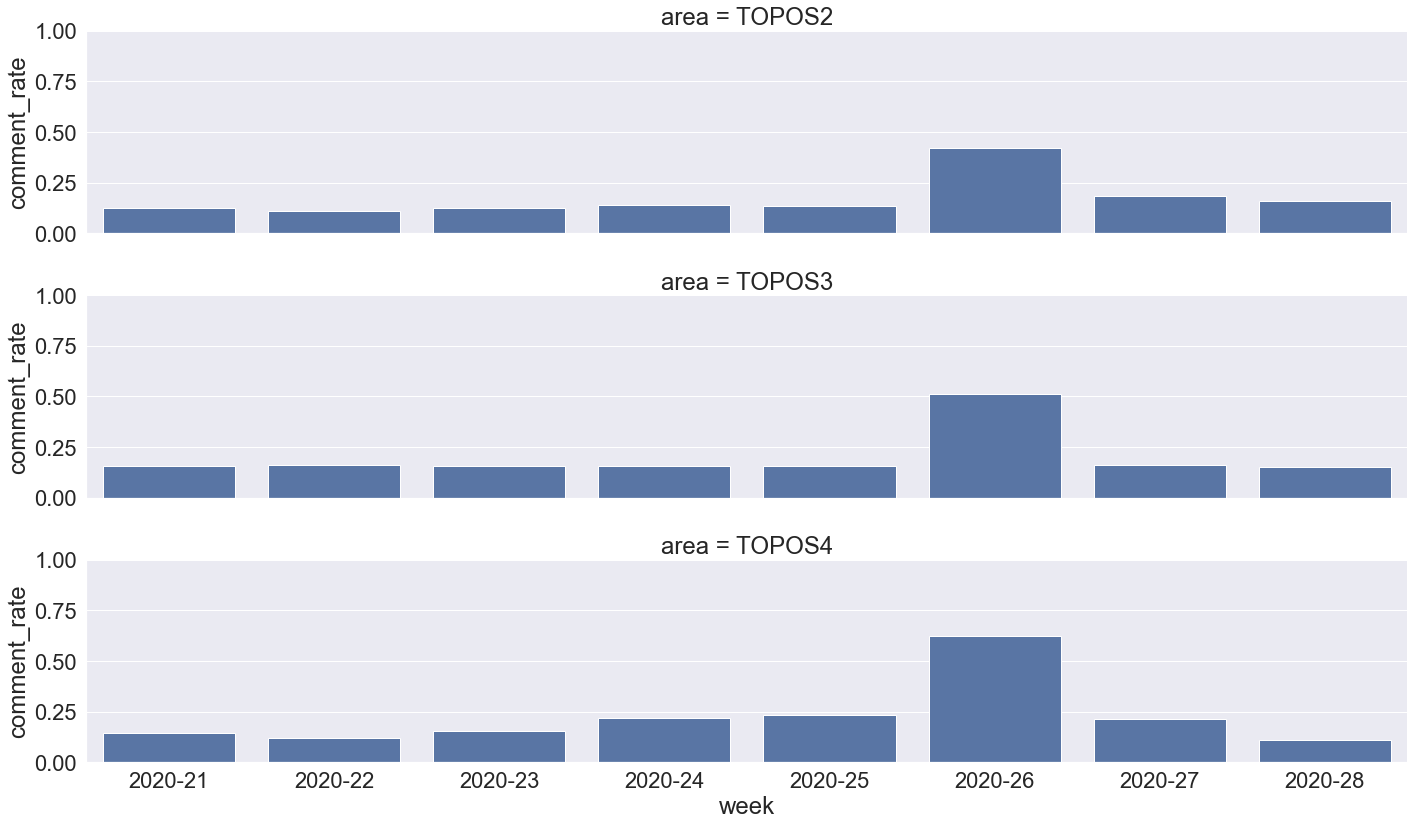 area = TOPOS2
comment_rate
1.00
0.75
0.50
0.25
0.00
area = TOPOS3
comment_rate
1.00
0.75
0.50
0.25
0.00
area = TOPOS4
comment_rate
1.00
0.75
0.50
0.25
0.00
2020-21 2020-22 2020-23 2020-24 2020-25 2020-26 2020-27 2020-28
week